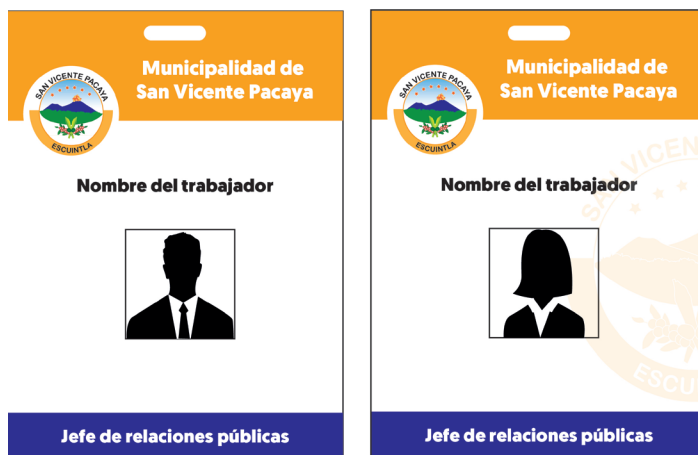 Municipalidad de
San Vicente Pacaya
SAN VICENTE PACAYA
ESCUINTLA
Nombre del trabajador
Jefe de relaciones públicas
Municipalidad de
San Vicente Pacaya
SAN VICENTE PACAYA
ESCUINTLA
Nombre del trabajador
Jefe de relaciones públicas